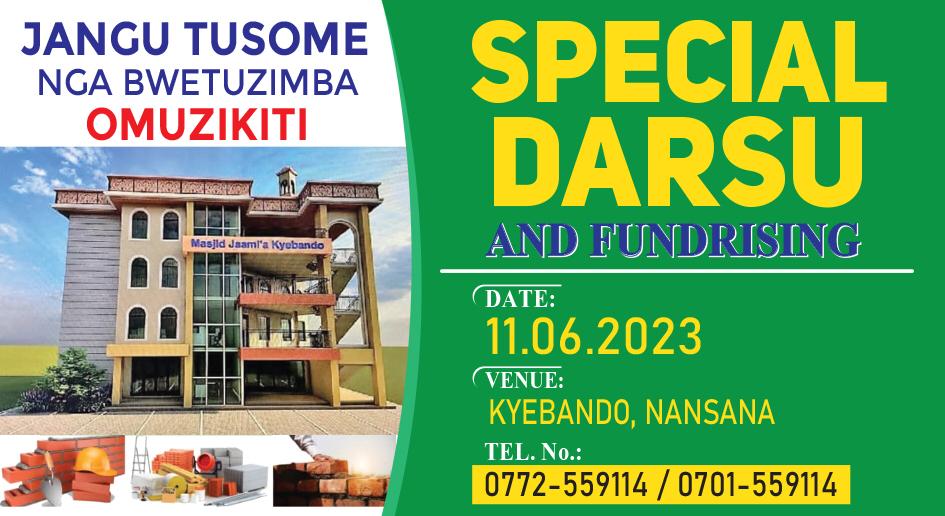 JANGU TUSOME
NGA BWETUZIMBA
OMUZIKITI
Masjid Jaami'a Kyebando
SPECIAL
DARSU
AND FUNDRISING
DATE:
11.06.2023
VENUE:
KYEBANDO, NANSANA
TEL. No.:
0772-559114 / 0701-559114